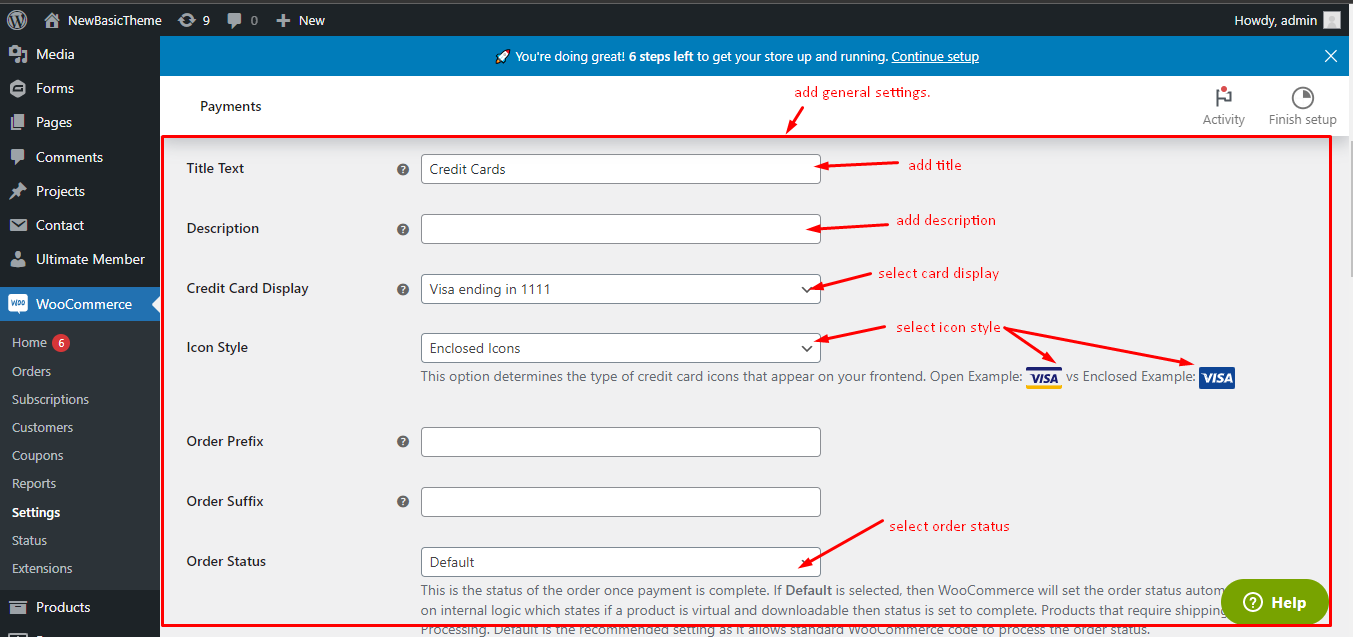 NewBasicTheme 9 0 New Howdy, admin
Media
Forms
Pages
Comments
Projects
Contact
Ultimate Member
WOO WooCommerce
Home 6
Orders
Subscriptions
Customers
Coupons
Reports
Settings
Status
Extensions
Products
You're doing great! 6 steps left to get your store up and running. Continue setup
Payments
add general settings.
Activity
Finish setup
Title Text
Credit Cards
add title
Description
add description
Credit Card Display
Visa ending in 1111
select card display
Icon Style
Enclosed Icons
select icon style
This option determines the type of credit card icons that appear on your frontend. Open Example: VISA vs Enclosed Example: VISA
Order Prefix
Order Suffix
select order status
Order Status
Default
This is the status of the order once payment is complete. If Default is selected, then WooCommerce will set the order status
on internal logic which states if a product is virtual and downloadable then status is set to complete. Products that require shipping
Processing. Default is the recommended setting as it allows standard WooCommerce code to process the order status.
Help